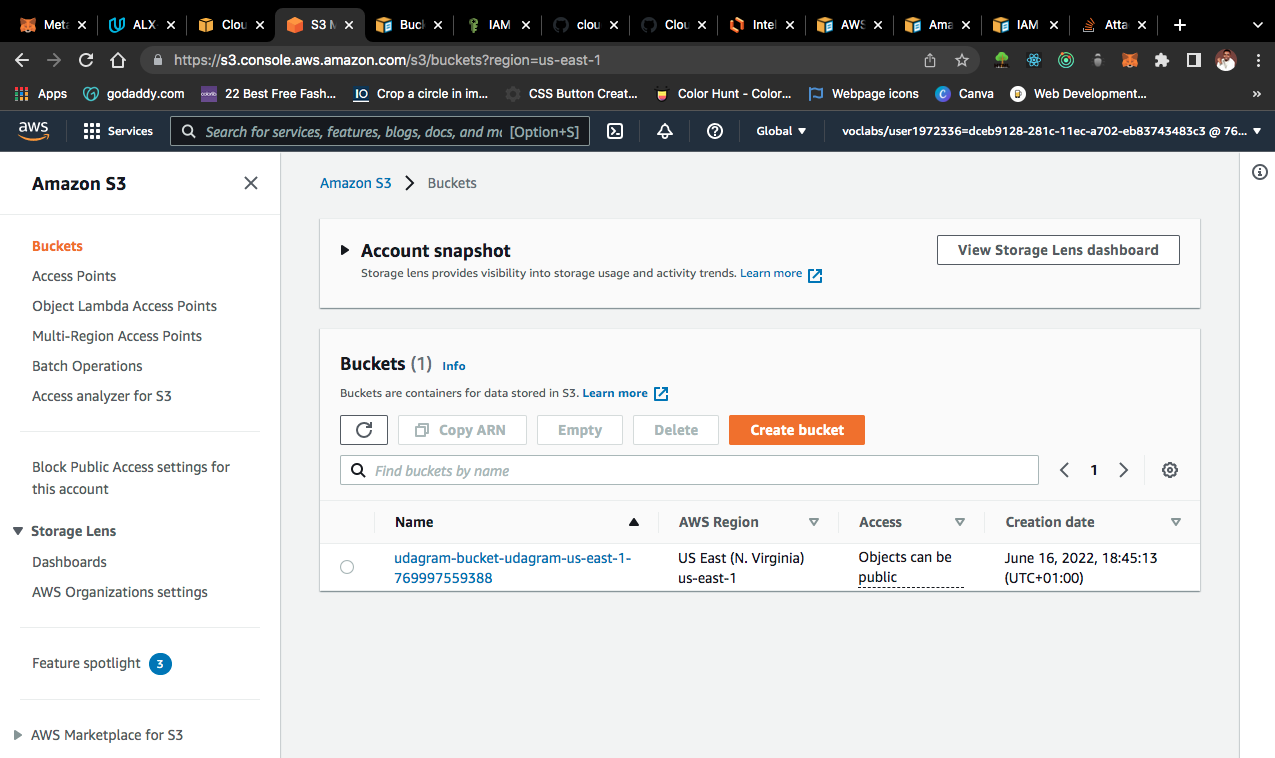 Meta
ALX
Clou
S3 M
Buck
IAM
clou
Clou
Intel
AWS
Ama
IAM
Atta
https://s3.console.aws.amazon.com/s3/buckets?region=us-east-1
Apps
godaddy.com
22 Best Free Fash...
IO
Crop a circle in im...
CSS Button Creat...
Color Hunt - Color...
Webpage icons
Canva
Web Development...
»
aws
Services
Search for services, features, blogs, docs, and mo [Option+S]
Global
voclabs/user1972336=dceb9128-281c-11ec-a702-eb83743483c3 @ 76...
Amazon S3
Buckets
Access Points
Object Lambda Access Points
Multi-Region Access Points
Batch Operations
Access analyzer for S3
Block Public Access settings for
this account
Storage Lens
Dashboards
AWS Organizations settings
Feature spotlight 3
AWS Marketplace for S3
Amazon S3 > Buckets
Account snapshot
Storage lens provides visibility into storage usage and activity trends. Learn more
View Storage Lens dashboard
Buckets (1) Info
Buckets are containers for data stored in S3. Learn more
Copy ARN
Empty
Delete
Create bucket
Find buckets by name
1
Name
AWS Region
Access
Creation date
udagram-bucket-udagram-us-east-1-
769997559388
US East (N. Virginia)
us-east-1
Objects can be
public
June 16, 2022, 18:45:13
(UTC+01:00)